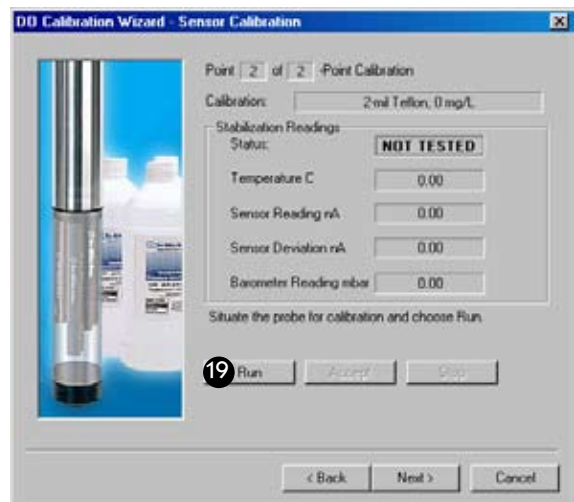 DO Calibration Wizard - Sensor Calibration
Point 2 of 2 -Point Calibration
Calibration: 2-mil Teflon, 0 mg/L
Stabilization Readings
Status: NOT TESTED
Temperature C 0.00
Sensor Reading nA 0.00
Sensor Deviation nA 0.00
Barometer Reading mbar 0.00
Situate the probe for calibration and choose Run.
19 Run Accept Stop
< Back Next > Cancel